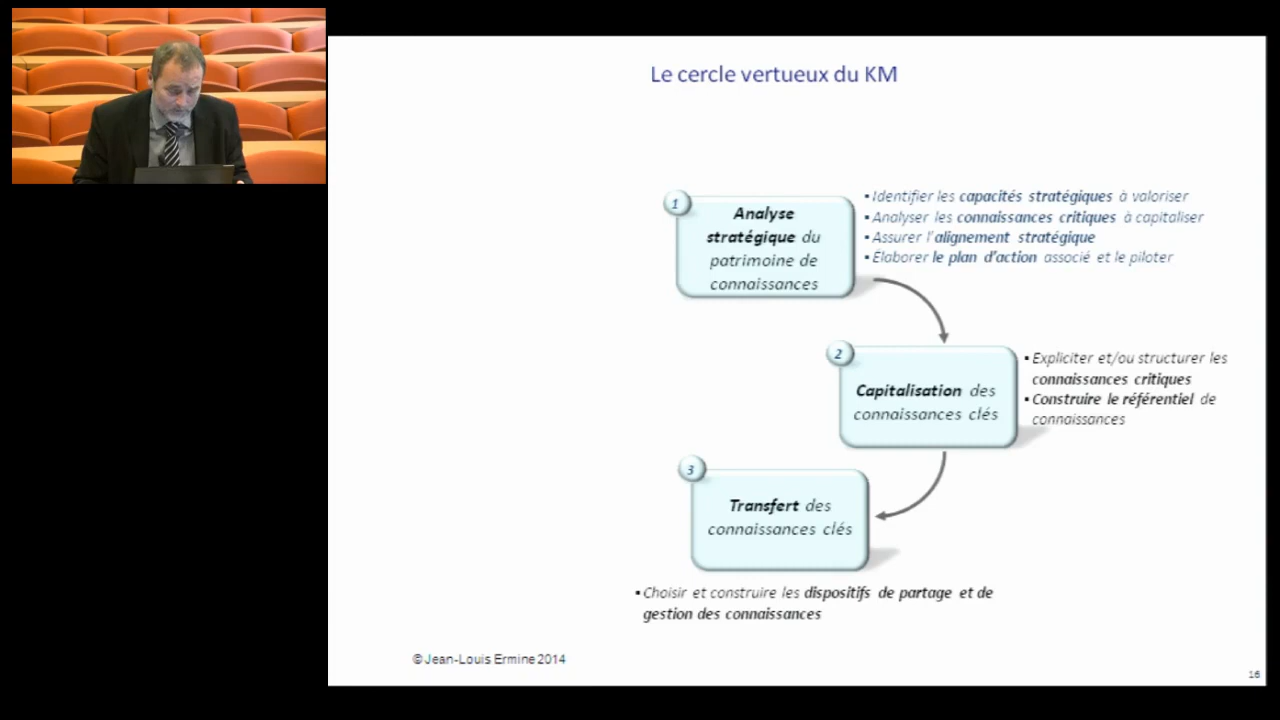 Le cercle vertueux du KM
1
Analyse
stratégique du
patrimoine de
connaissances
▪Identifier les capacités stratégiques à valoriser
▪Analyser les connaissances critiques à capitaliser
▪Assurer l'alignement stratégique
▪Élaborer le plan d'action associé et le piloter
2
Capitalisation des
connaissances clés
▪Expliciter et/ou structurer les
connaissances critiques
▪Construire le référentiel de
connaissances
3
Transfert des
connaissances clés
▪Choisir et construire les dispositifs de partage et de
gestion des connaissances
© Jean-Louis Ermine 2014
16